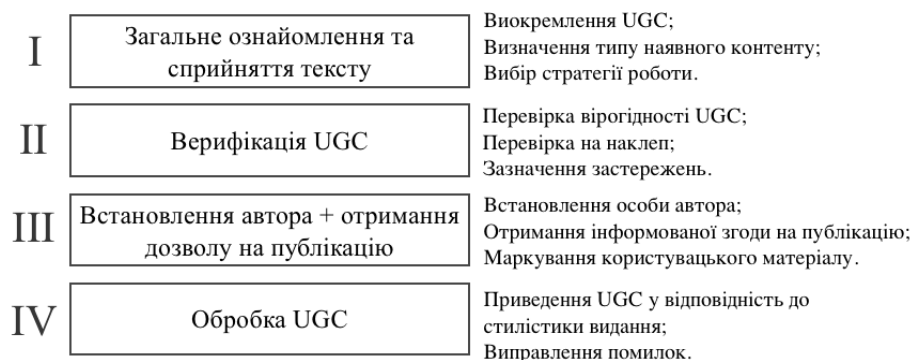 I
Загальне ознайомлення та
сприйняття тексту
Виокремлення UGC;
Визначення типу наявного контенту;
Вибір стратегії роботи.
II
Верифікація UGC
Перевірка вірогідності UGC;
Перевірка на наклеп;
Зазначення застережень.
III
Встановлення автора + отримання
дозволу на публікацію
Встановлення особи автора;
Отримання інформованої згоди на публікацію;
Маркування користувацького матеріалу.
IV
Обробка UGC
Приведення UGC у відповідність до
стилістики видання;
Виправлення помилок.